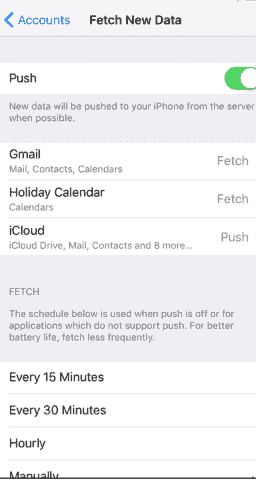 Accounts Fetch New Data
Push
New data will be pushed to your iPhone from the server
when possible.
Gmail Fetch
Mail, Contacts, Calendars
Holiday Calendar Fetch
Calendars
iCloud Push
iCloud Drive, Mail, Contacts and 8 more...
FETCH
The schedule below is used when push is off or for
applications which do not support push. For better
battery life, fetch less frequently.
Every 15 Minutes
Every 30 Minutes
Hourly
Manually